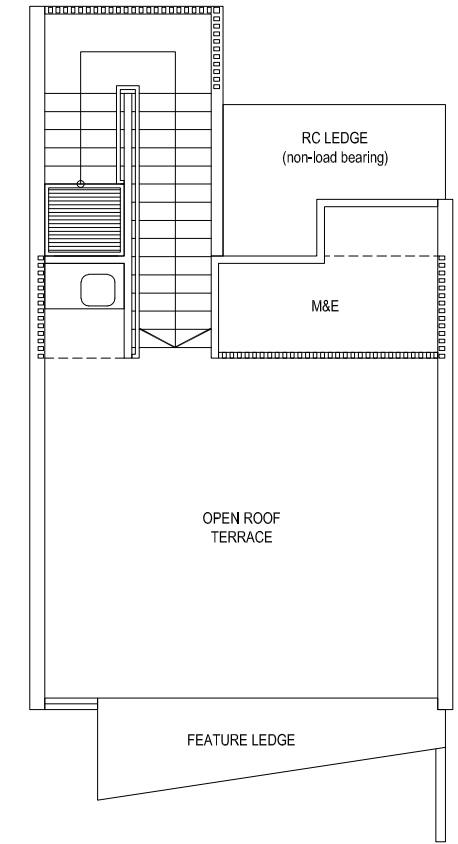 RC LEDGE
(non-load bearing)
M&E
OPEN ROOF
TERRACE
FEATURE LEDGE